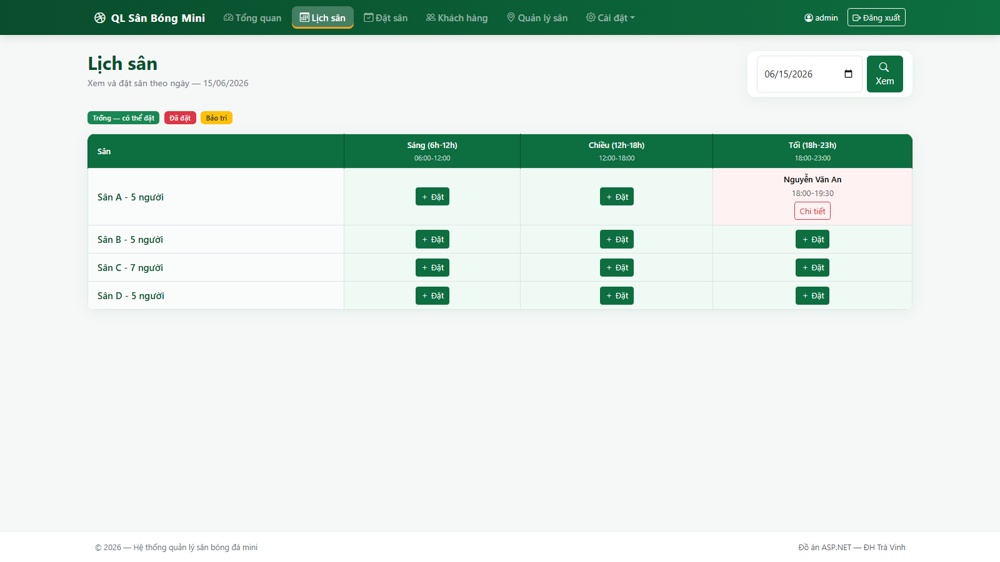 QL Sân Bóng Mini Tổng quan Lịch sân Đặt sân Khách hàng Quản lý sân Cài đặt admin Đăng xuất
Lịch sân
Xem và đặt sân theo ngày — 15/06/2026
06/15/2026
Xem
Trống — có thể đặt Đã đặt Bảo trì
Sân Sáng (6h-12h) Chiều (12h-18h) Tối (18h-23h)
06:00-12:00 12:00-18:00 18:00-23:00
Sân A - 5 người + Đặt + Đặt Nguyễn Văn An
18:00-19:30
Chi tiết
Sân B - 5 người + Đặt + Đặt + Đặt
Sân C - 7 người + Đặt + Đặt + Đặt
Sân D - 5 người + Đặt + Đặt + Đặt
© 2026 — Hệ thống quản lý sân bóng đá mini Đồ án ASP.NET — ĐH Trà Vinh